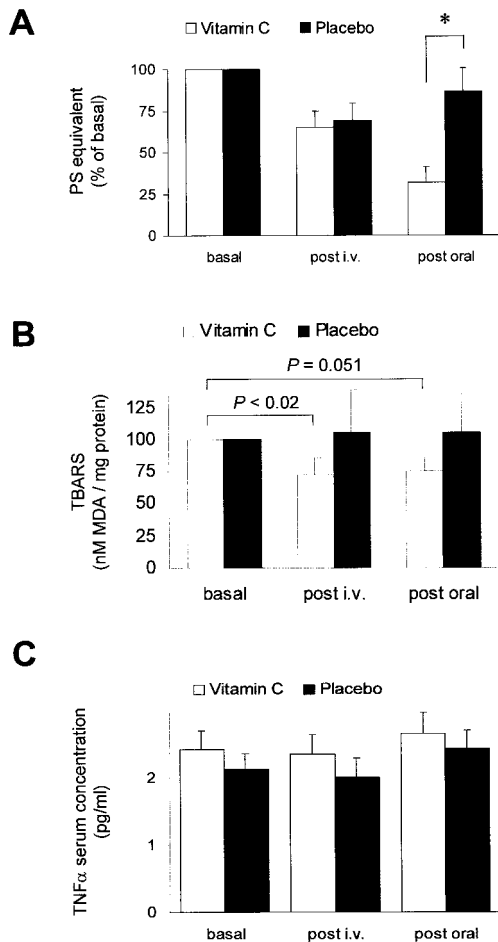 A
Vitamin C Placebo
*
PS equivalent
(% of basal)
100
75
50
25
0
basal post i.v. post oral
B
Vitamin C Placebo
P = 0.051
P < 0.02
TBARS
(nM MDA / mg protein)
125
100
75
50
25
0
basal post i.v. post oral
C
Vitamin C Placebo
TNFα serum concentration
(pg/ml)
2
1
0
basal post i.v. post oral